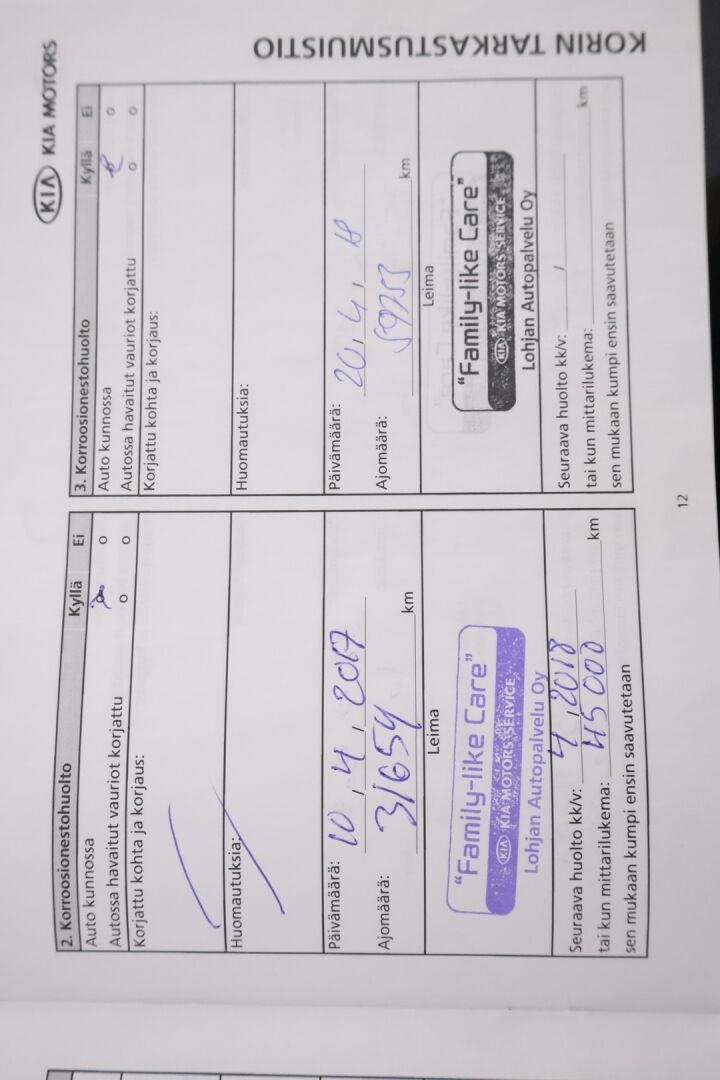 KIA KIA MOTORS
KORIN TARKASTUSMUISTIO
2. Korroosionestohuolto Kyllä Ei
Auto kunnossa
Autossa havaitut vauriot korjattu
Korjattu kohta ja korjaus:
Huomautuksia:
Päivämäärä: 10, 4, 2017
Ajomäärä: 31654 km
Leima
"Family-like Care"
KIA KIA MOTORS SERVICE
Lohjan Autopalvelu Oy
Seuraava huolto kk/v: 4, 2018
tai kun mittarilukema: 45 000 km
sen mukaan kumpi ensin saavutetaan
3. Korroosionestohuolto Kyllä Ei
Auto kunnossa
Autossa havaitut vauriot korjattu
Korjattu kohta ja korjaus:
Huomautuksia:
Päivämäärä: 20, 4, 18
Ajomäärä: 59253 km
Leima
"Family-like Care"
KIA KIA MOTORS SERVICE
Lohjan Autopalvelu Oy
Seuraava huolto kk/v: /
tai kun mittarilukema: km
sen mukaan kumpi ensin saavutetaan
12